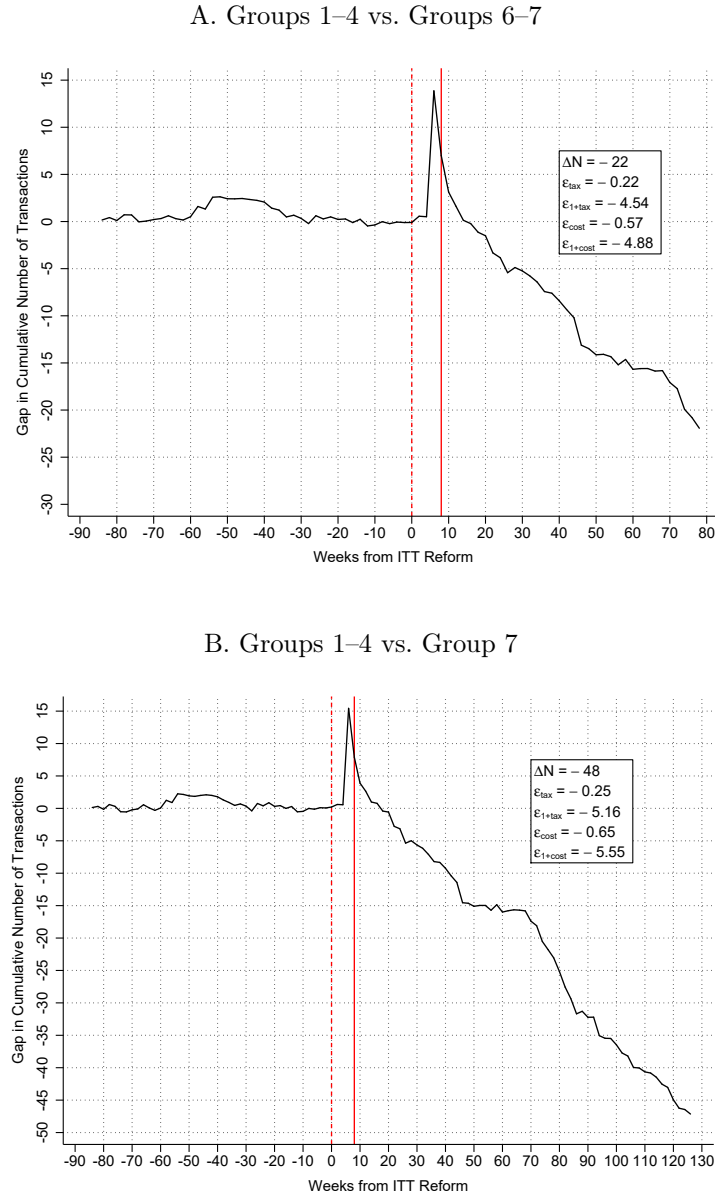 A. Groups 1–4 vs. Groups 6–7
Gap in Cumulative Number of Transactions
15
10
5
0
-5
-10
-15
-20
-25
-30
ΔN = – 22
εtax = – 0.22
ε1+tax = – 4.54
εcost = – 0.57
ε1+cost = – 4.88
-90 -80 -70 -60 -50 -40 -30 -20 -10 0 10 20 30 40 50 60 70 80
Weeks from ITT Reform
B. Groups 1–4 vs. Group 7
Gap in Cumulative Number of Transactions
15
10
5
0
-5
-10
-15
-20
-25
-30
-35
-40
-45
-50
ΔN = – 48
εtax = – 0.25
ε1+tax = – 5.16
εcost = – 0.65
ε1+cost = – 5.55
-90 -80 -70 -60 -50 -40 -30 -20 -10 0 10 20 30 40 50 60 70 80 90 100 110 120 130
Weeks from ITT Reform